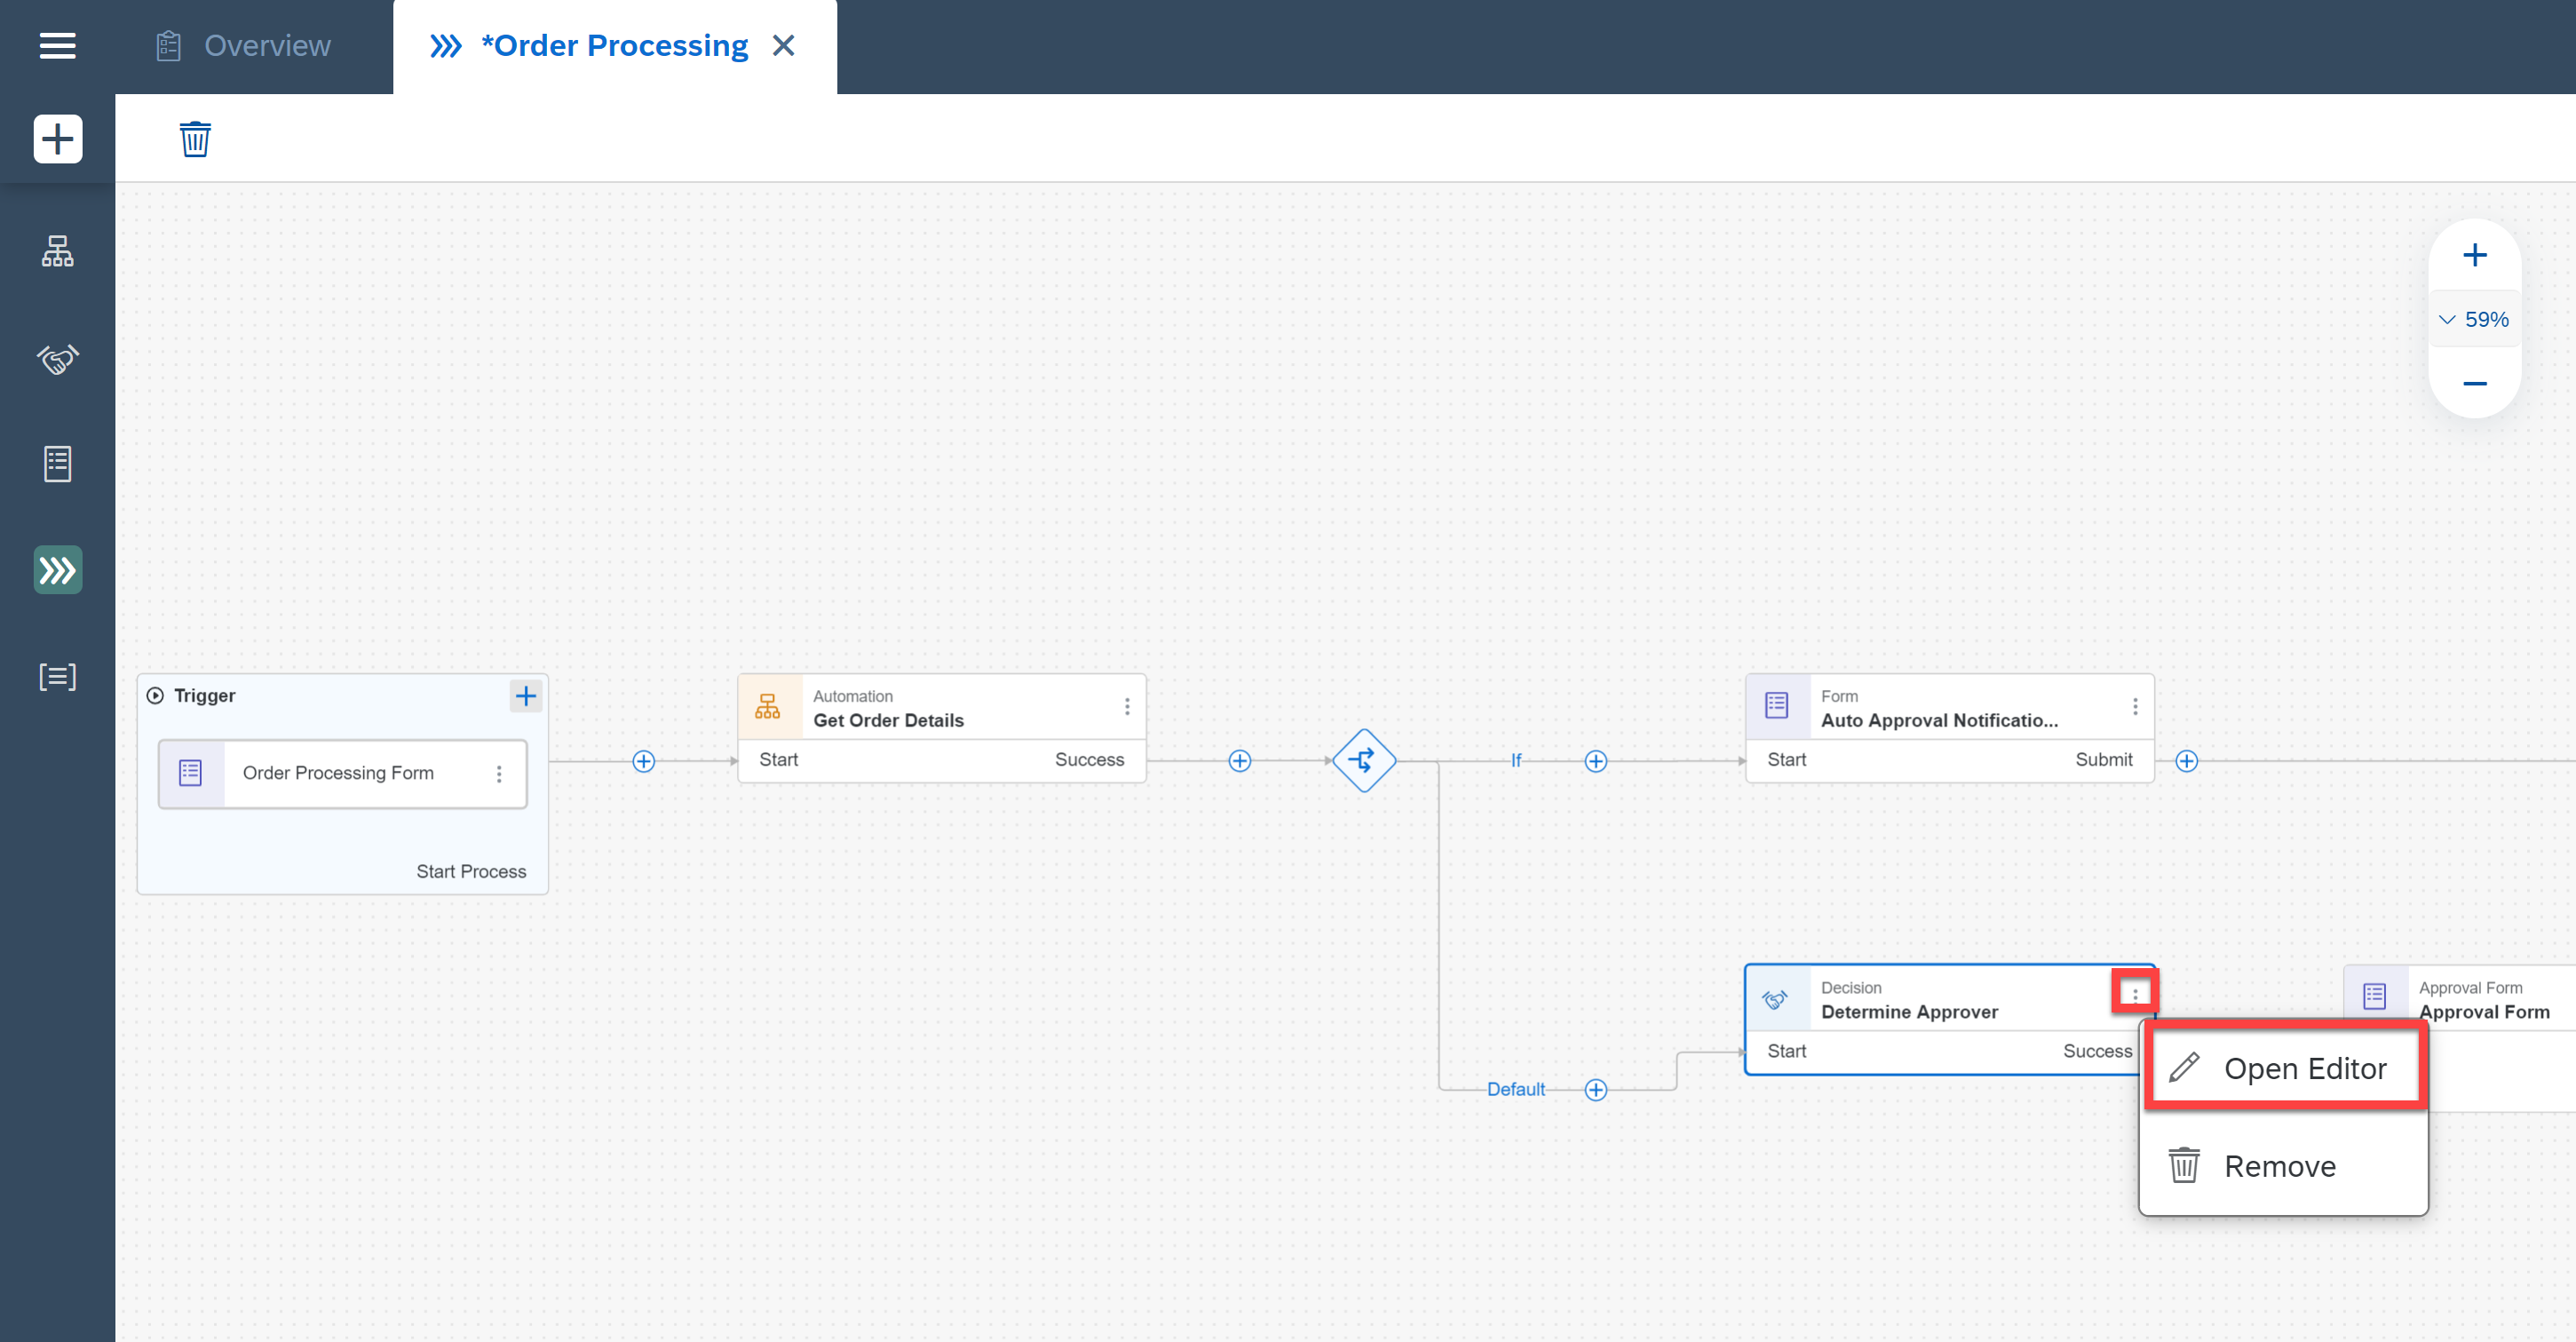 Overview
*Order Processing
59%
Trigger
Order Processing Form
Start Process
Automation
Get Order Details
Start Success
If
Form
Auto Approval Notificatio...
Start Submit
Default
Decision
Determine Approver
Start Success
Approval Form
Approval Form
Open Editor
Remove